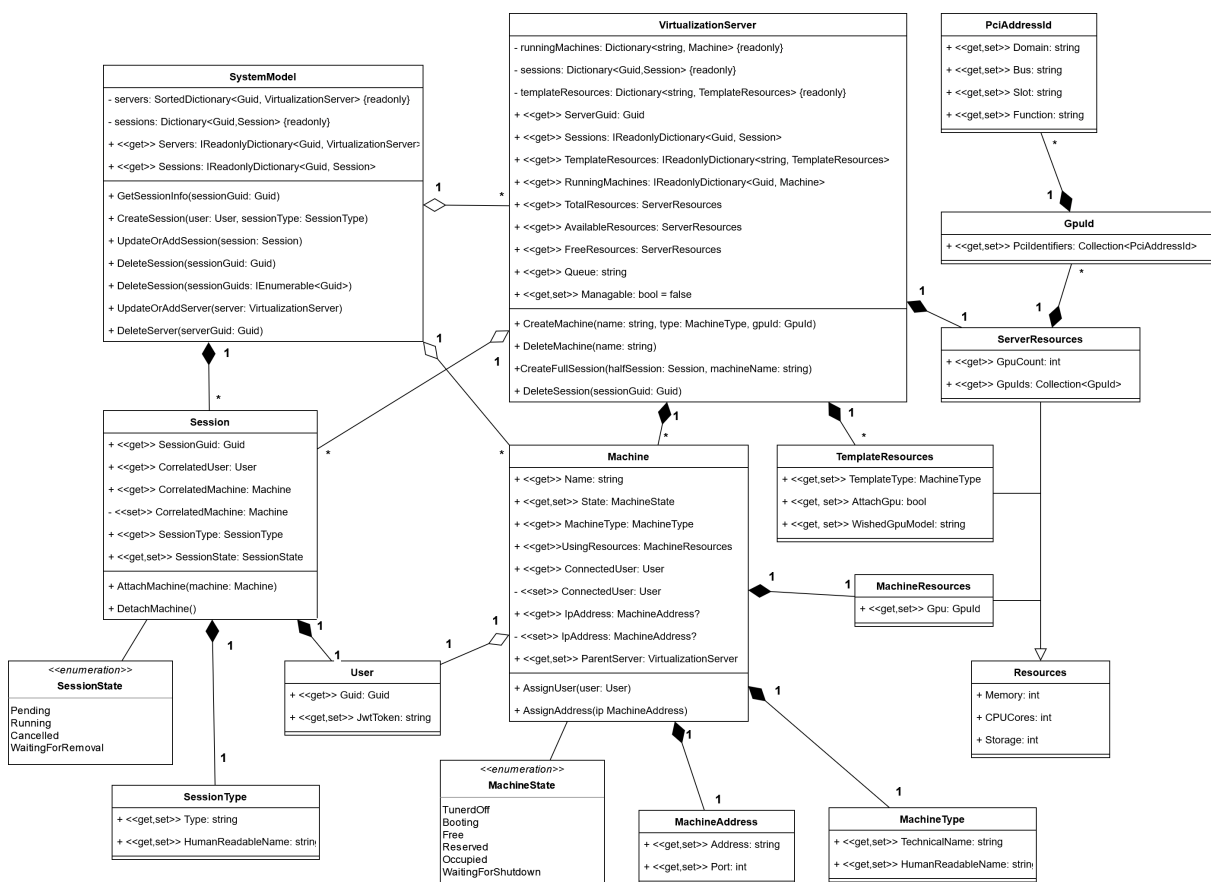 VirtualizationServer
- runningMachines: Dictionary<string, Machine> {readonly}
- sessions: Dictionary<Guid,Session> {readonly}
- templateResources: Dictionary<string, TemplateResources> {readonly}
+ <<get>> ServerGuid: Guid
+ <<get>> Sessions: IReadonlyDictionary<Guid, Session>
+ <<get>> TemplateResources: IReadonlyDictionary<string, TemplateResources>
+ <<get>> RunningMachines: IReadonlyDictionary<Guid, Machine>
+ <<get>> TotalResources: ServerResources
+ <<get>> AvailableResources: ServerResources
+ <<get>> FreeResources: ServerResources
+ <<get>> Queue: string
+ <<get,set>> Managable: bool = false
+ CreateMachine(name: string, type: MachineType, gpuId: GpuId)
+ DeleteMachine(name: string)
+CreateFullSession(halfSession: Session, machineName: string)
+ DeleteSession(sessionGuid: Guid)
PciAddressId
+ <<get,set>> Domain: string
+ <<get,set>> Bus: string
+ <<get,set>> Slot: string
+ <<get,set>> Function: string
*
SystemModel
- servers: SortedDictionary<Guid, VirtualizationServer> {readonly}
- sessions: Dictionary<Guid,Session> {readonly}
+ <<get>> Servers: IReadonlyDictionary<Guid, VirtualizationServer>
+ <<get>> Sessions: IReadonlyDictionary<Guid, Session>
+ GetSessionInfo(sessionGuid: Guid)
+ CreateSession(user: User, sessionType: SessionType)
+ UpdateOrAddSession(session: Session)
+ DeleteSession(sessionGuid: Guid)
+ DeleteSession(sessionGuids: IEnumerable<Guid>)
+ UpdateOrAddServer(server: VirtualizationServer)
+ DeleteServer(serverGuid: Guid)
1
*
1
GpuId
+ <<get,set>> PciIdentifiers: Collection<PciAddressId>
*
1
1
1
ServerResources
+ <<get>> GpuCount: int
+ <<get>> GpuIds: Collection<GpuId>
1
*
1
1
*
*
Session
+ <<get>> SessionGuid: Guid
+ <<get>> CorrelatedUser: User
+ <<get>> CorrelatedMachine: Machine
- <<set>> CorrelatedMachine: Machine
+ <<get>> SessionType: SessionType
+ <<get,set>> SessionState: SessionState
+ AttachMachine(machine: Machine)
+ DetachMachine()
1
*
1
*
Machine
+ <<get>> Name: string
+ <<get,set>> State: MachineState
+ <<get>> MachineType: MachineType
+ <<get>>UsingResources: MachineResources
+ <<get>> ConnectedUser: User
- <<set>> ConnectedUser: User
+ <<get>> IpAddress: MachineAddress?
- <<set>> IpAddress: MachineAddress?
+ <<get,set>> ParentServer: VirtualizationServer
+ AssignUser(user: User)
+ AssignAddress(ip MachineAddress)
TemplateResources
+ <<get,set>> TemplateType: MachineType
+ <<get, set>> AttachGpu: bool
+ <<get, set>> WishedGpuModel: string
1
1
MachineResources
+ <<get,set>> Gpu: GpuId
1
1
1
1
1
<<enumeration>>
SessionState
Pending
Running
Cancelled
WaitingForRemoval
User
+ <<get>> Guid: Guid
+ <<get,set>> JwtToken: string
Resources
+ Memory: int
+ CPUCores: int
+ Storage: int
1
1
1
SessionType
+ <<get,set>> Type: string
+ <<get,set>> HumanReadableName: string
<<enumeration>>
MachineState
TunerdOff
Booting
Free
Reserved
Occupied
WaitingForShutdown
1
MachineAddress
+ <<get,set>> Address: string
+ <<get,set>> Port: int
1
MachineType
+ <<get,set>> TechnicalName: string
+ <<get,set>> HumanReadableName: string